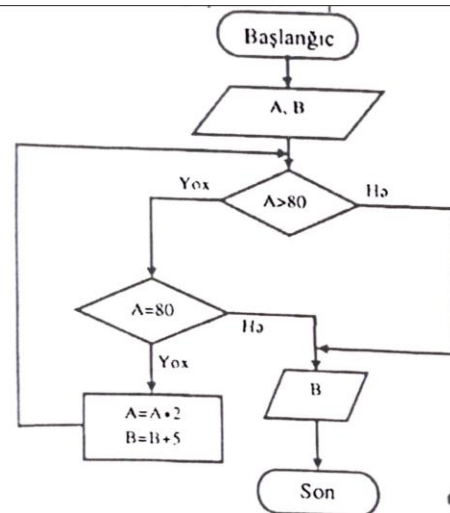 Başlanğıc
A, B
A>80
Yox
Hə
A=80
Hə
Yox
A=A•2
B=B+5
B
Son